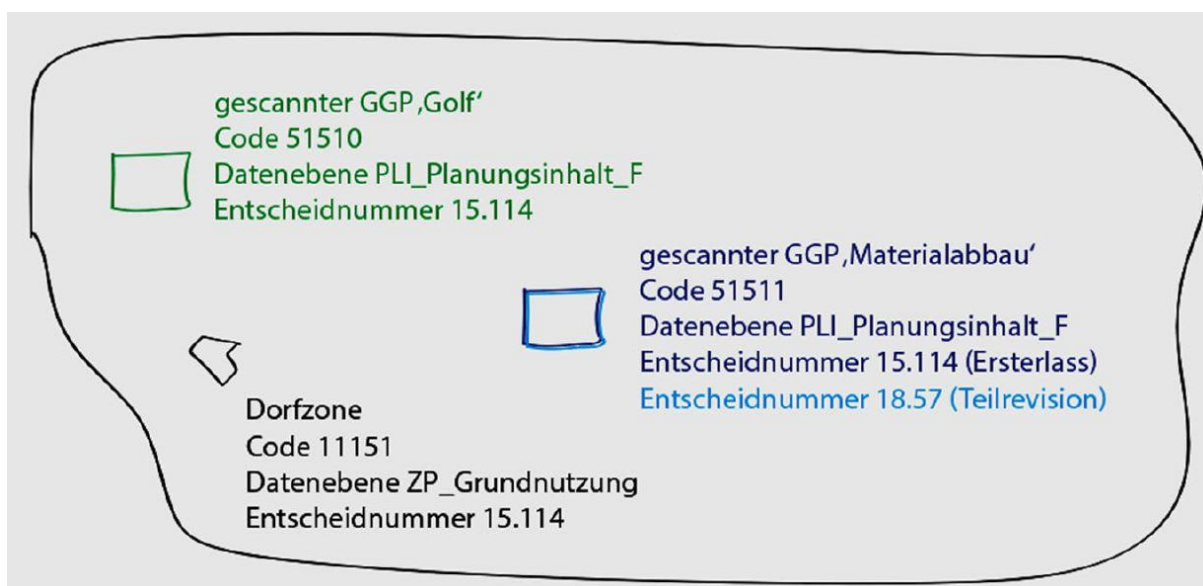 gescannter GGP‚Golf‘
Code 51510
Datenebene PLI_Planungsinhalt_F
Entscheidnummer 15.114
gescannter GGP‚Materialabbau‘
Code 51511
Datenebene PLI_Planungsinhalt_F
Entscheidnummer 15.114 (Ersterlass)
Entscheidnummer 18.57 (Teilrevision)
Dorfzone
Code 11151
Datenebene ZP_Grundnutzung
Entscheidnummer 15.114